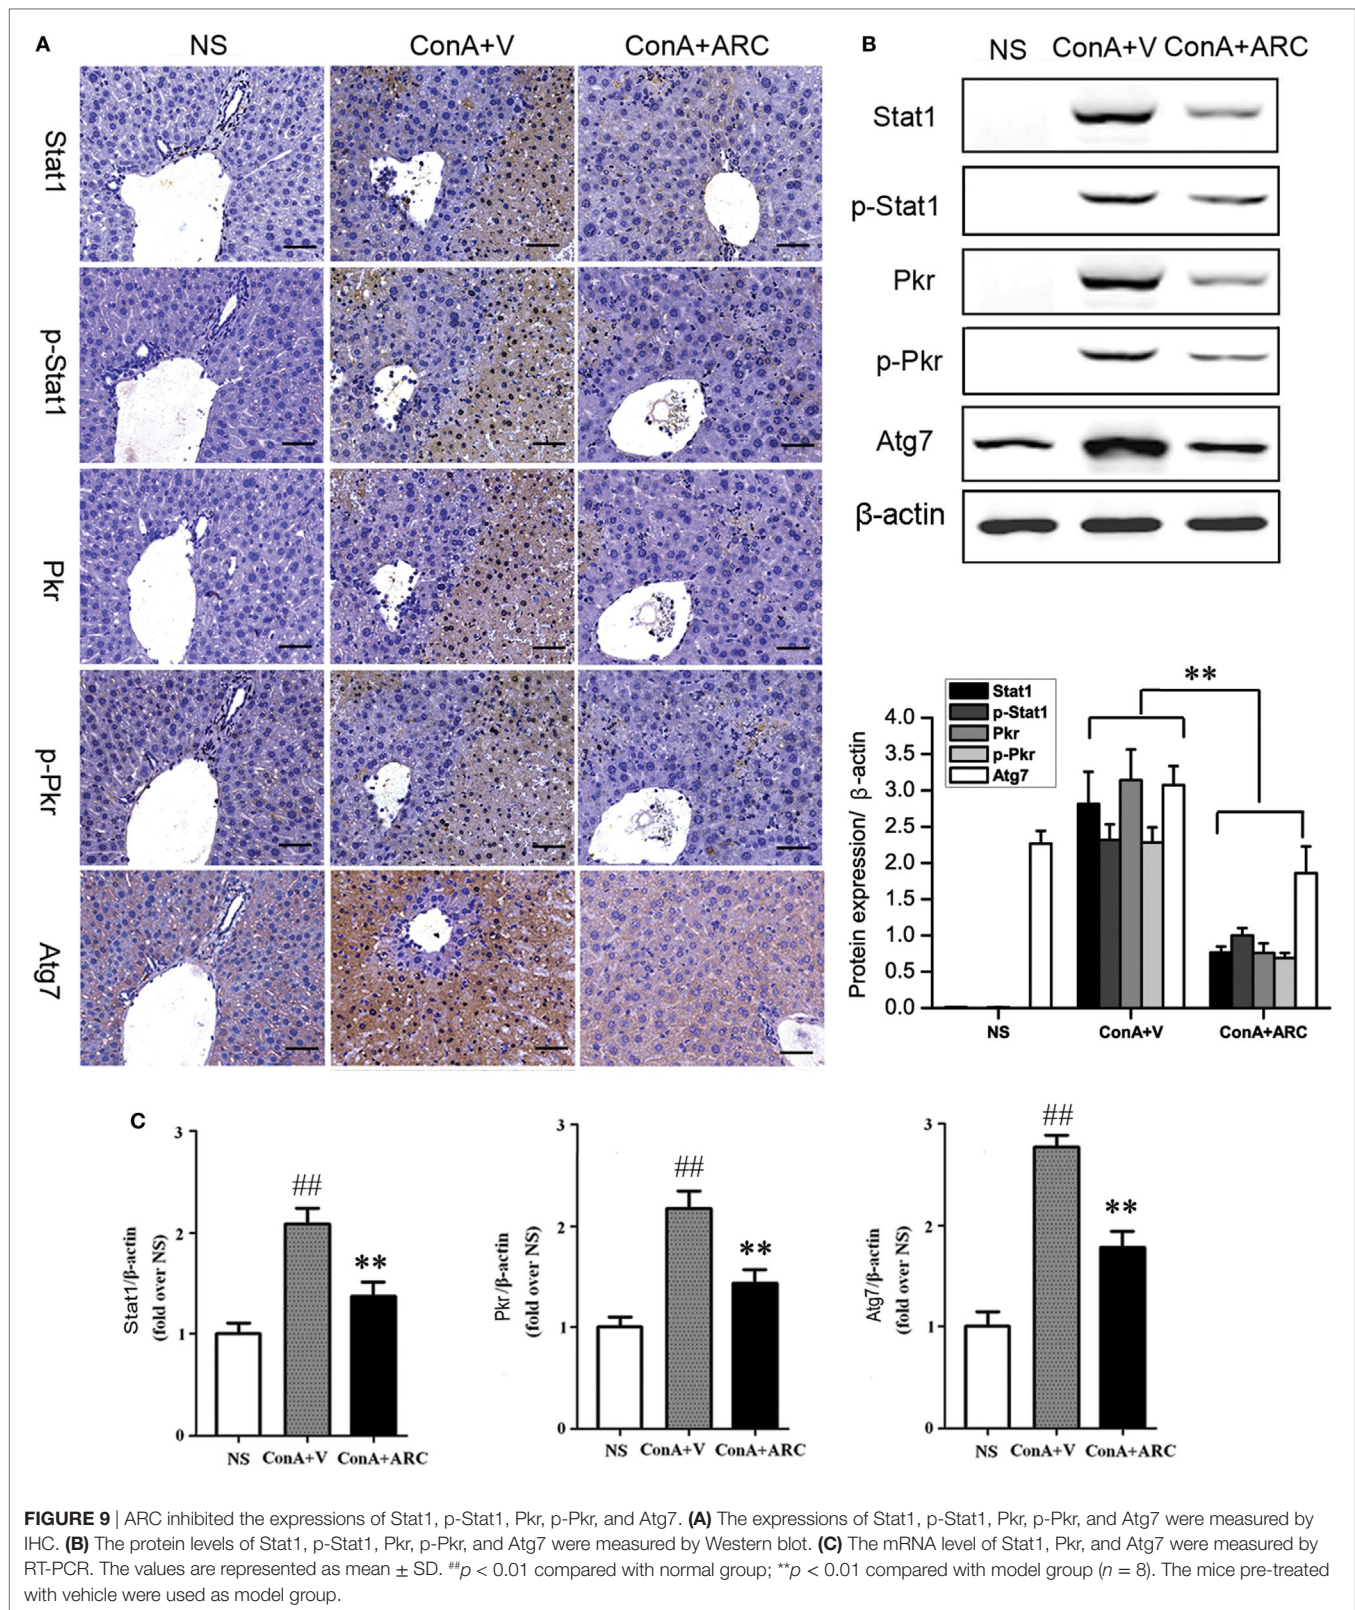 A
NS
ConA+V
ConA+ARC
Stat1
p-Stat1
Pkr
p-Pkr
Atg7
B
NS ConA+V ConA+ARC
Stat1
p-Stat1
Pkr
p-Pkr
Atg7
β-actin
Stat1
p-Stat1
Pkr
p-Pkr
Atg7
**
Protein expression/ β-actin
4.0
3.5
3.0
2.5
2.0
1.5
1.0
0.5
0.0
NS
ConA+V
ConA+ARC
C
Stat1/β-actin
(fold over NS)
3
2
1
0
##
**
NS ConA+V ConA+ARC
Pkr/β-actin
(fold over NS)
3
2
1
0
##
**
NS ConA+V ConA+ARC
Atg7/β-actin
(fold over NS)
3
2
1
0
##
**
NS ConA+V ConA+ARC
FIGURE 9 | ARC inhibited the expressions of Stat1, p-Stat1, Pkr, p-Pkr, and Atg7. (A) The expressions of Stat1, p-Stat1, Pkr, p-Pkr, and Atg7 were measured by
IHC. (B) The protein levels of Stat1, p-Stat1, Pkr, p-Pkr, and Atg7 were measured by Western blot. (C) The mRNA level of Stat1, Pkr, and Atg7 were measured by
RT-PCR. The values are represented as mean ± SD. ##p < 0.01 compared with normal group; **p < 0.01 compared with model group (n = 8). The mice pre-treated
with vehicle were used as model group.